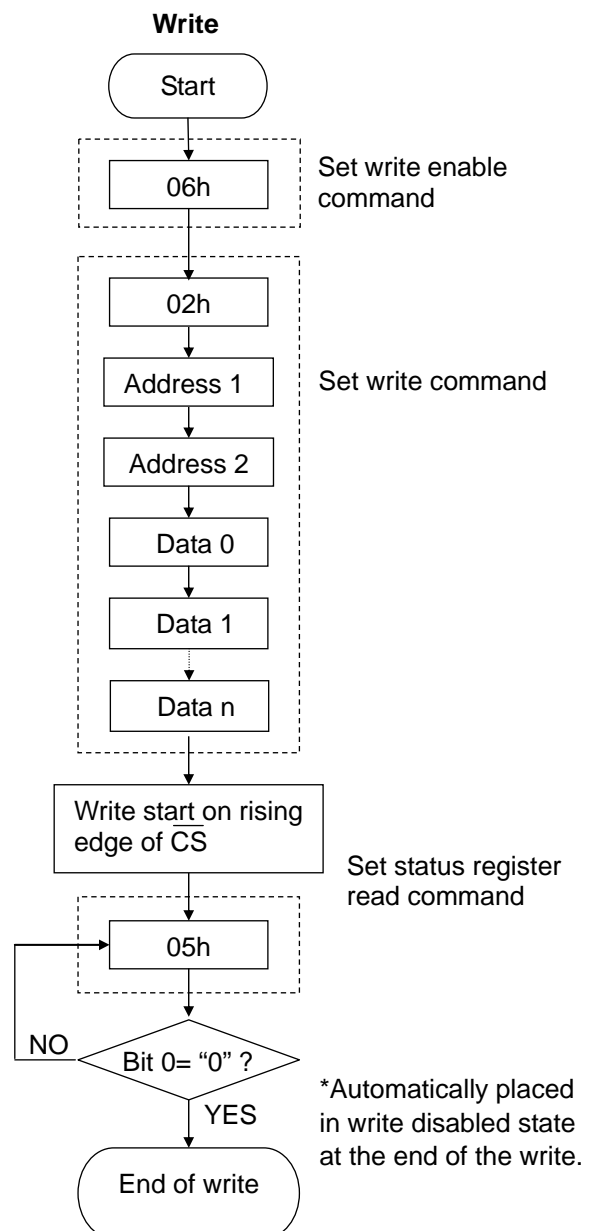 Write
Start
06h
Set write enable
command
02h
Address 1
Set write command
Address 2
Data 0
Data 1
Data n
Write start on rising
edge of C̅S̅
Set status register
read command
05h
NO
Bit 0= “0” ?
YES
*Automatically placed
in write disabled state
at the end of the write.
End of write